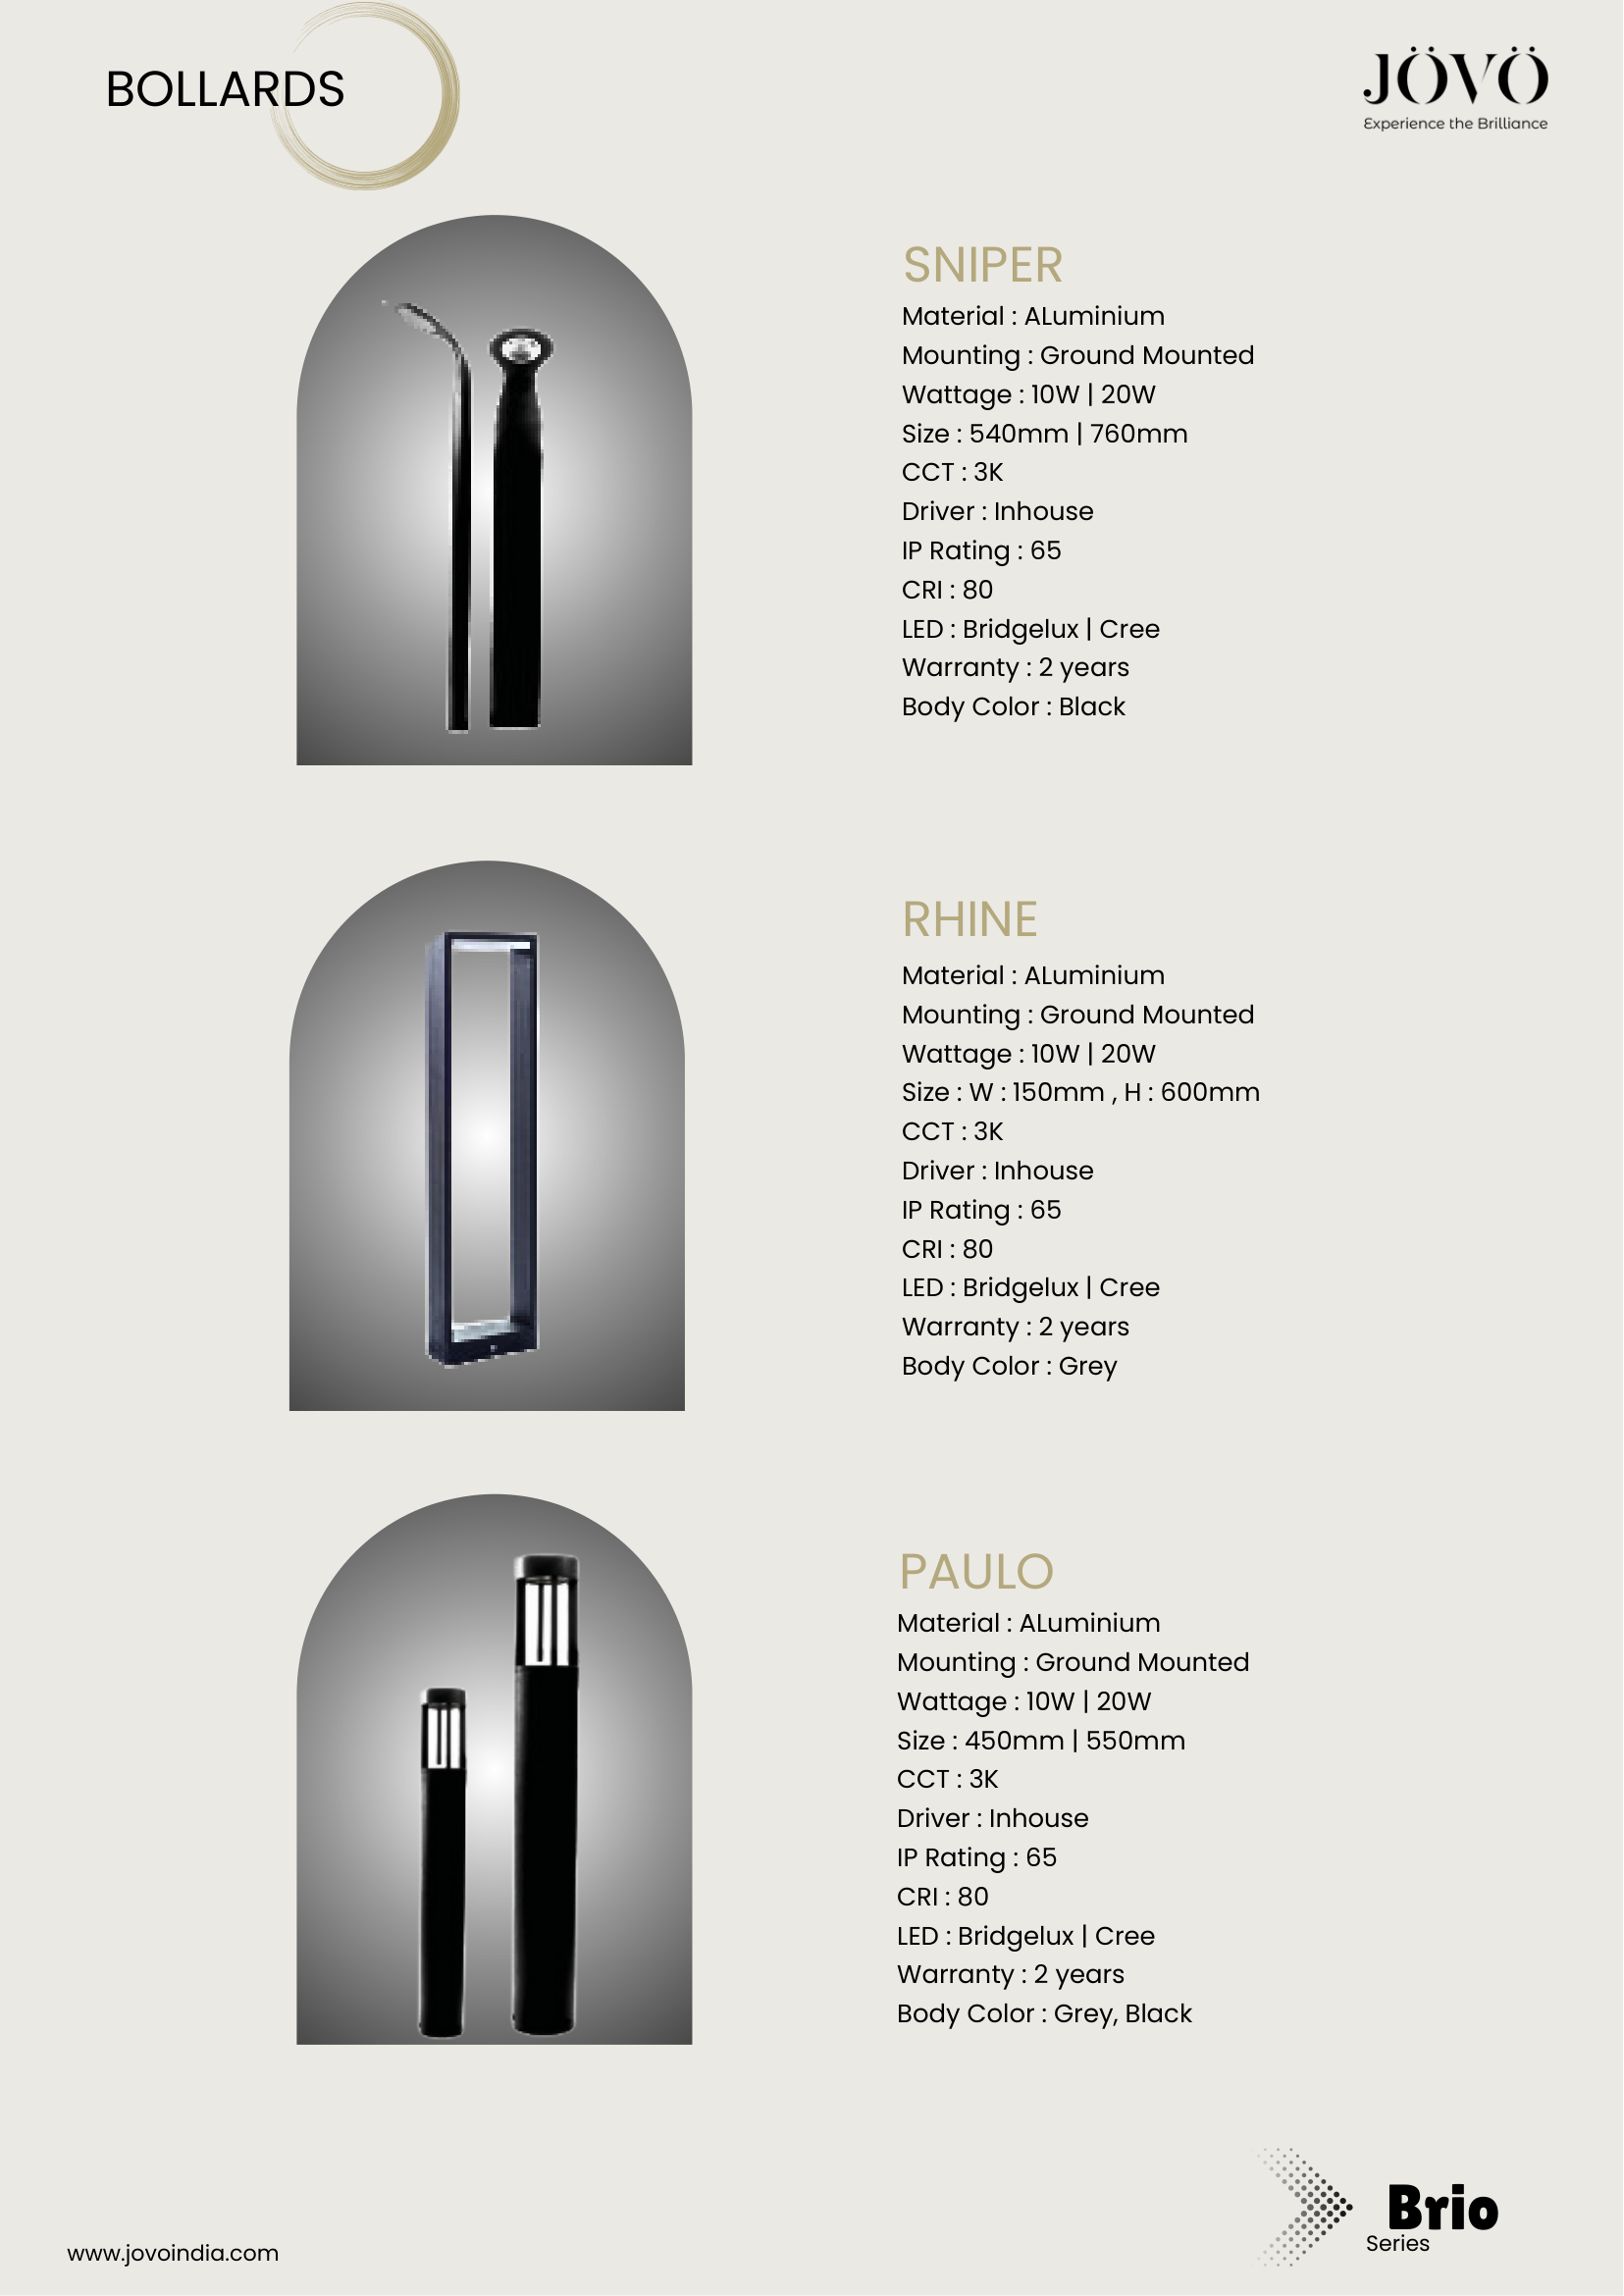 BOLLARDS
JÖVÖ
Experience the Brilliance
SNIPER
Material : ALuminium
Mounting : Ground Mounted
Wattage : 10W | 20W
Size : 540mm | 760mm
CCT : 3K
Driver : Inhouse
IP Rating : 65
CRI : 80
LED : Bridgelux | Cree
Warranty : 2 years
Body Color : Black
RHINE
Material : ALuminium
Mounting : Ground Mounted
Wattage : 10W | 20W
Size : W : 150mm , H : 600mm
CCT : 3K
Driver : Inhouse
IP Rating : 65
CRI : 80
LED : Bridgelux | Cree
Warranty : 2 years
Body Color : Grey
PAULO
Material : ALuminium
Mounting : Ground Mounted
Wattage : 10W | 20W
Size : 450mm | 550mm
CCT : 3K
Driver : Inhouse
IP Rating : 65
CRI : 80
LED : Bridgelux | Cree
Warranty : 2 years
Body Color : Grey, Black
Brio
Series
www.jovoindia.com